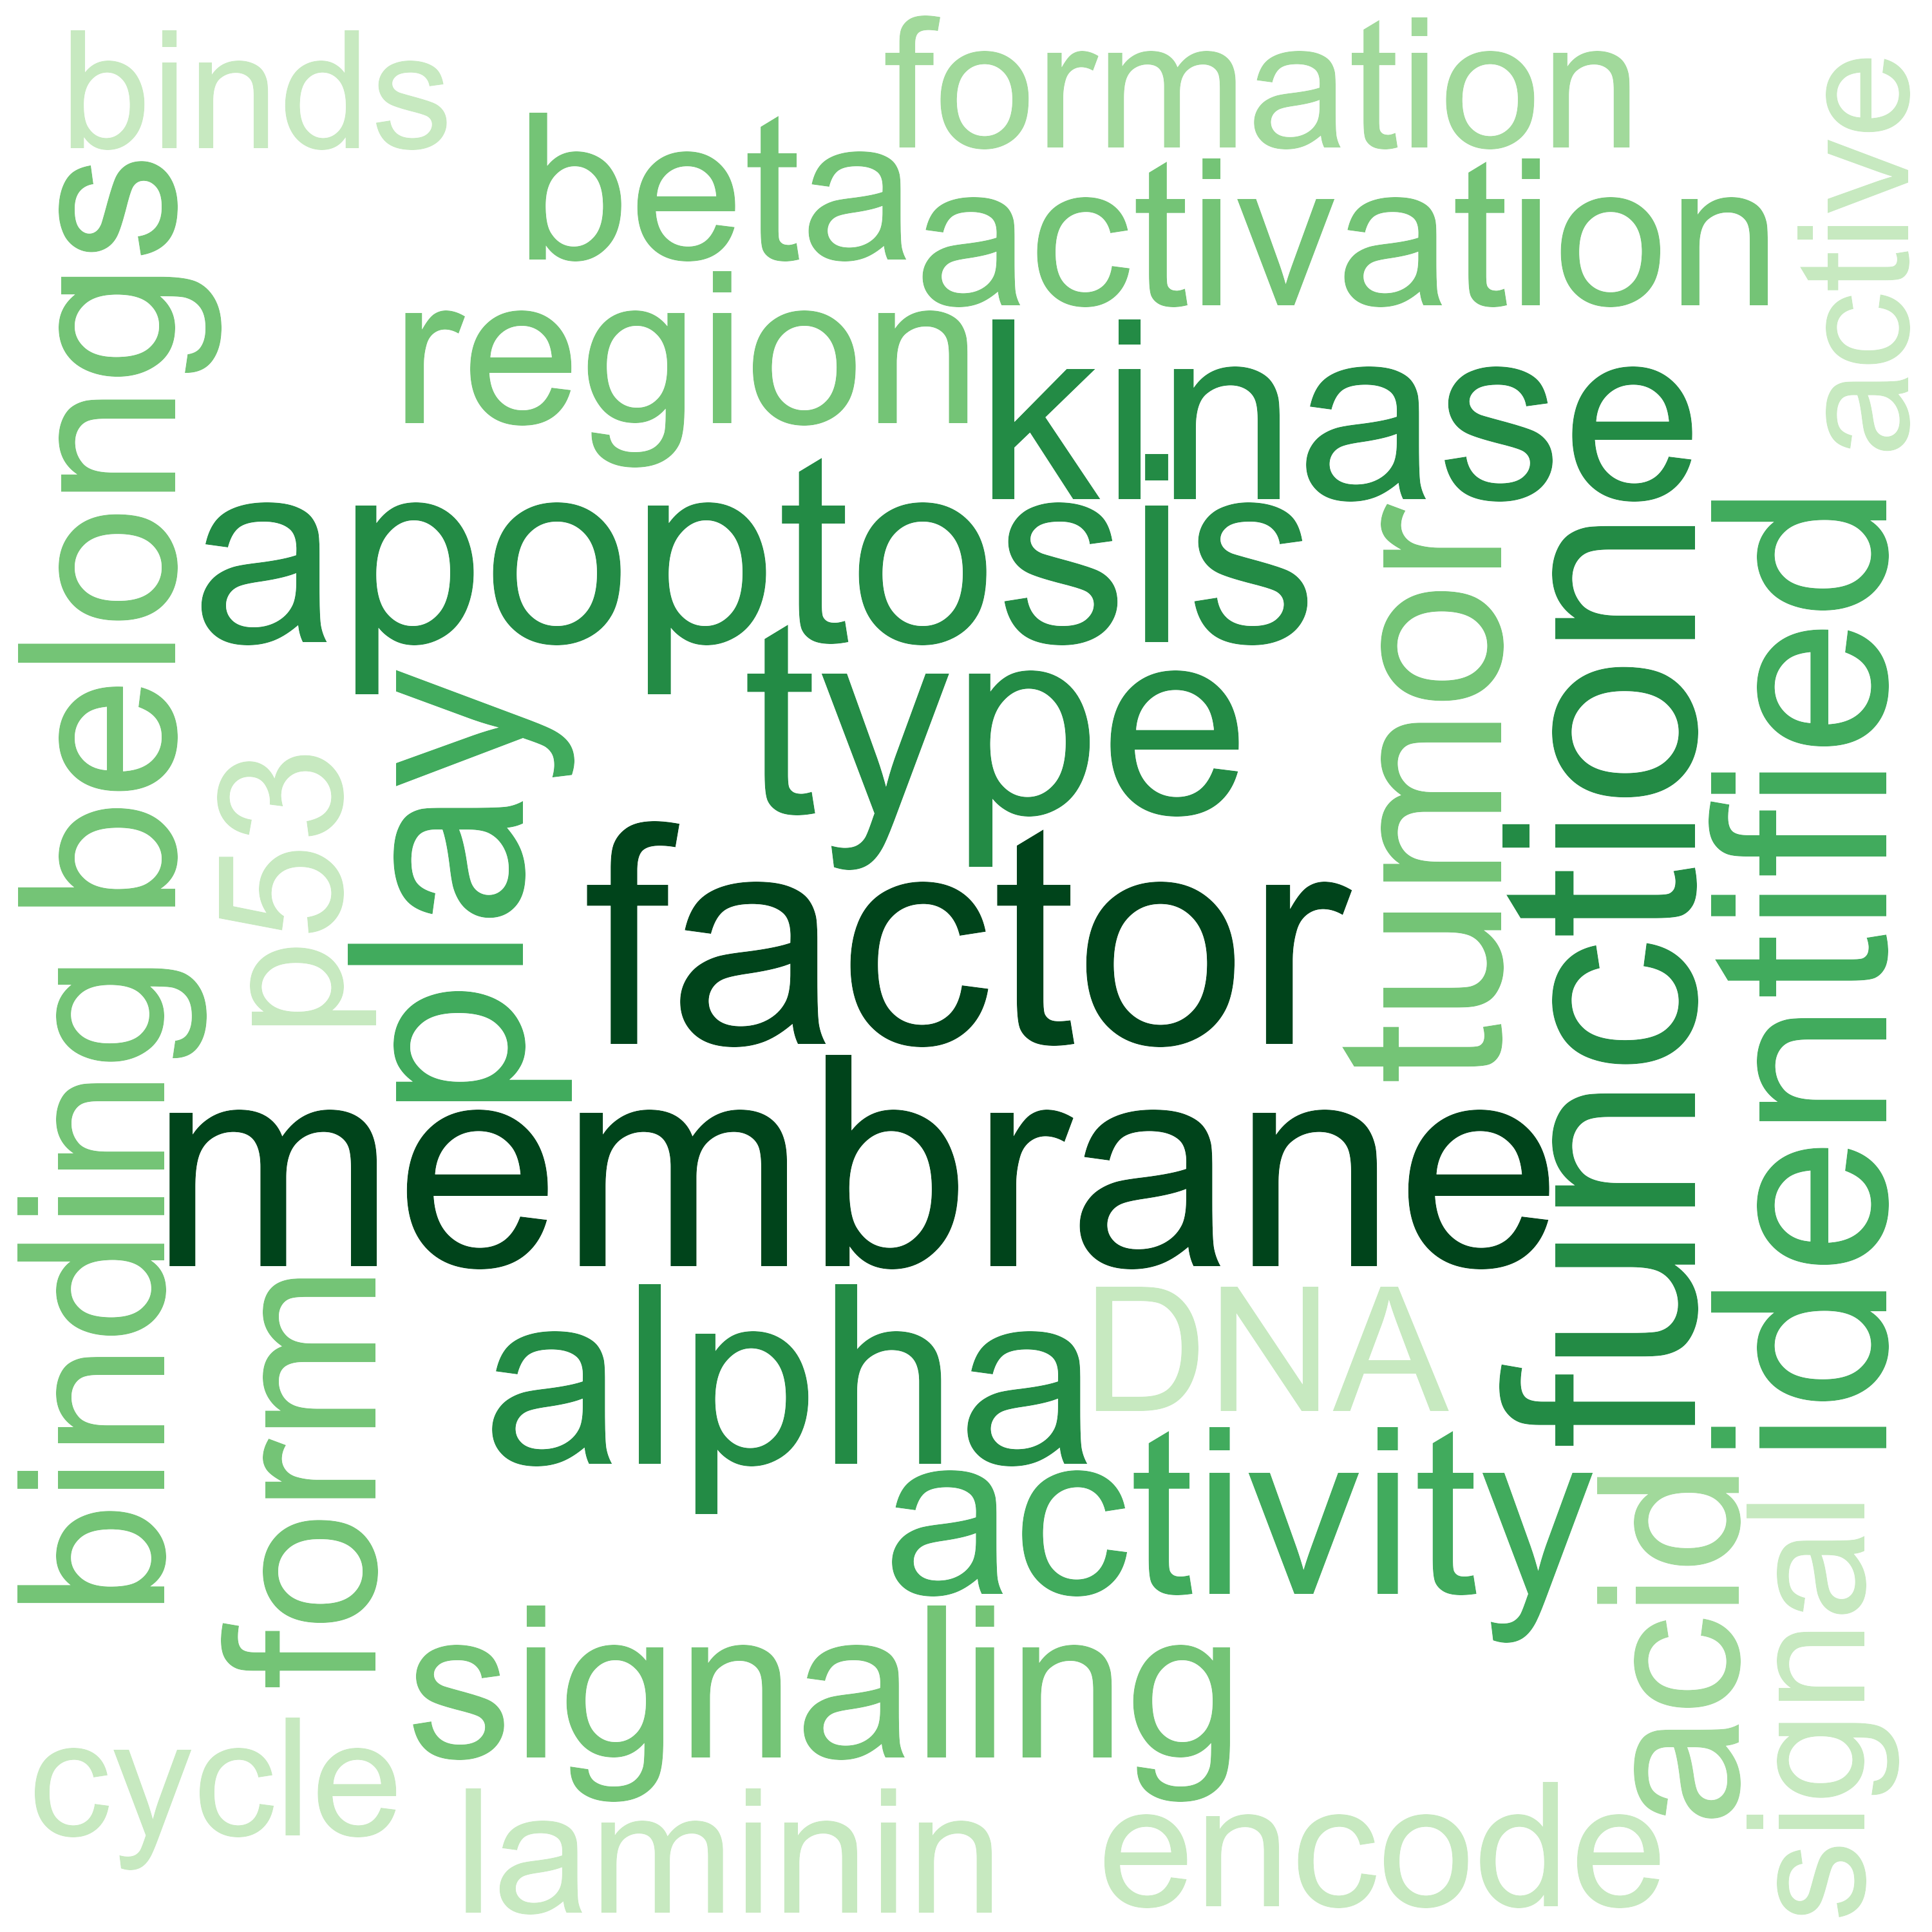 binds
formation
active
beta
activation
belongs
region
kinase
apoptosis
tumor
function
identified
type
play
p53
factor
binding
membrane
form
alpha
DNA
activity
acid
signal
signaling
cycle
laminin
encode